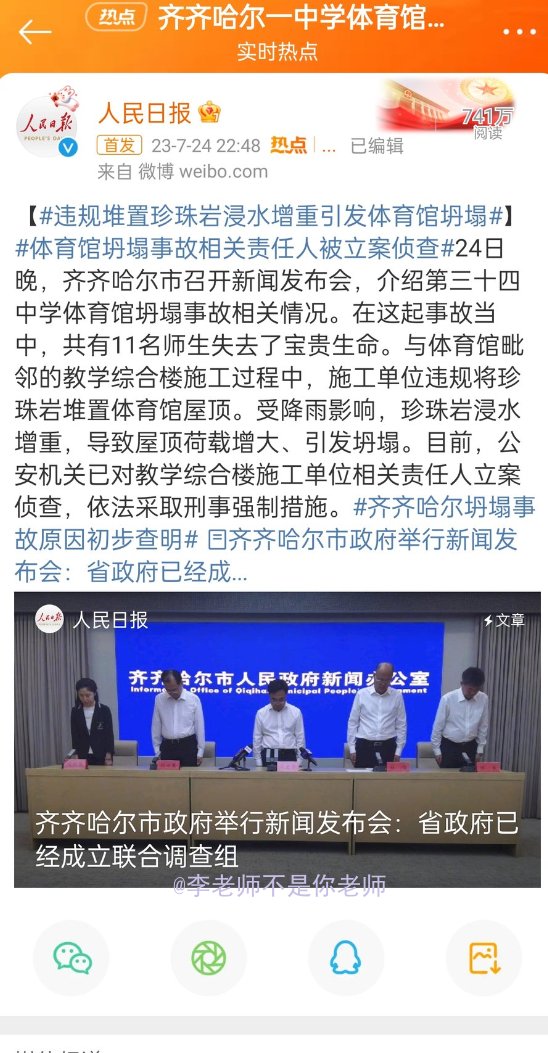 热点 齐齐哈尔一中学体育馆...
实时热点
人民日报
741万
阅读
首发 23-7-24 22:48 热点 ... 已编辑
来自 微博 weibo.com
【#违规堆置珍珠岩浸水增重引发体育馆坍塌#】
#体育馆坍塌事故相关责任人被立案侦查#24日
晚，齐齐哈尔市召开新闻发布会，介绍第三十四
中学体育馆坍塌事故相关情况。在这起事故当
中，共有11名师生失去了宝贵生命。与体育馆毗
邻的教学综合楼施工过程中，施工单位违规将珍
珠岩堆置体育馆屋顶。受降雨影响，珍珠岩浸水
增重，导致屋顶荷载增大、引发坍塌。目前，公
安机关已对教学综合楼施工单位相关责任人立案
侦查，依法采取刑事强制措施。#齐齐哈尔坍塌事
故原因初步查明# 齐齐哈尔市政府举行新闻发
布会：省政府已经成...
人民日报
人民日报
文章
齐齐哈尔市人民政府新闻办公室
Information Office of Qiqihar Municipal People's Government
齐齐哈尔市政府举行新闻发布会：省政府已
经成立联合调查组
@李老师不是你老师